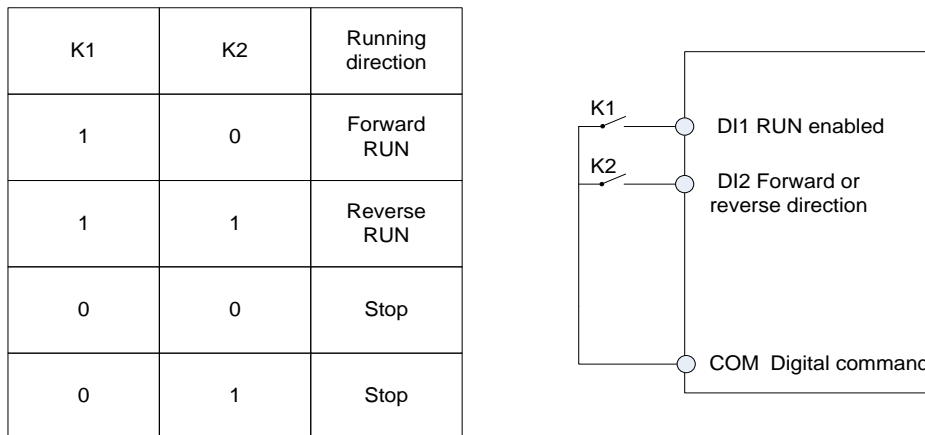 K1 K2 Running
direction
1 0 Forward
RUN
1 1 Reverse
RUN
0 0 Stop
0 1 Stop
K1
DI1 RUN enabled
K2
DI2 Forward or
reverse direction
COM Digital command